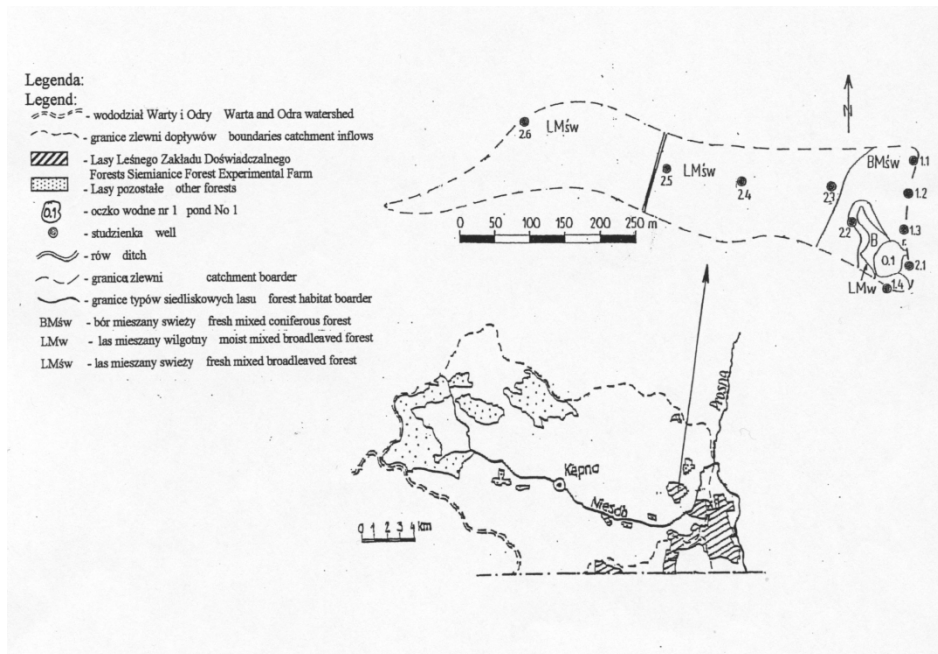 Legenda:
Legend:
- wododział Warty i Odry Warta and Odra watershed
- granice zlewni dopływów boundaries catchment inflows
- Lasy Leśnego Zakładu Doświadczalnego
Forests Siemianice Forest Experimental Farm
- Lasy pozostałe other forests
0.1 - oczko wodne nr 1 pond No 1
- studzienka well
- rów ditch
- granica zlewni catchment boarder
- granice typów siedliskowych lasu forest habitat boarder
BMśw - bór mieszany swieży fresh mixed coniferous forest
LMw - las mieszany wilgotny moist mixed broadleaved forest
LMśw - las mieszany swieży fresh mixed broadleaved forest
N
2.6
LMśw
2.5
LMśw
2.4
2.3
BMśw
1.1
1.2
1.3
2.2
B
0.1
2.1
LMw
1.4
0 50 100 150 200 250 m
Prosna
Kępno
Niesób
0 1 2 3 4 km